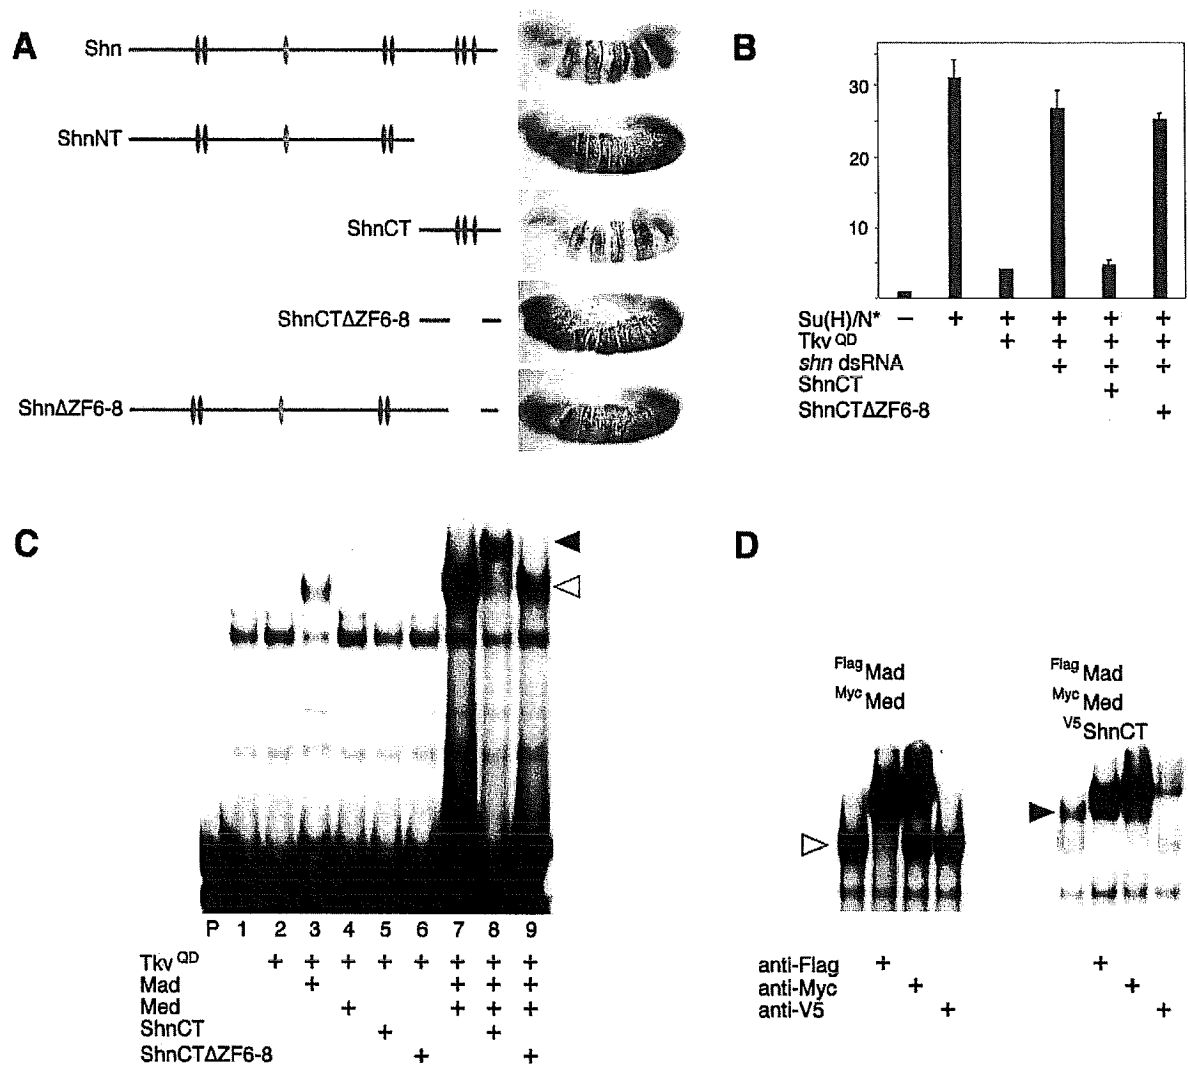 A
Shn
ShnNT
ShnCT
ShnCTΔZF6-8
ShnΔZF6-8
B
30
20
10
Su(H)/N* − + + + + +
Tkv QD + + + +
shn dsRNA + + +
ShnCT +
ShnCTΔZF6-8 +
C
P 1 2 3 4 5 6 7 8 9
Tkv QD + + + + + + + +
Mad + + + +
Med + + + +
ShnCT + +
ShnCTΔZF6-8 + +
D
Flag Mad
Myc Med
Flag Mad
Myc Med
V5 ShnCT
anti-Flag + +
anti-Myc + +
anti-V5 + +